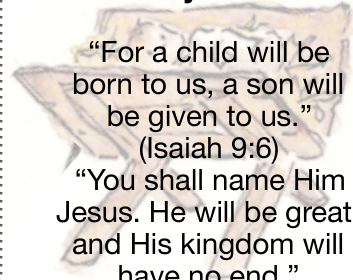 “For a child will be
born to us, a son will
be given to us.”
(Isaiah 9:6)
“You shall name Him
Jesus. He will be great
and His kingdom will
have no end.”